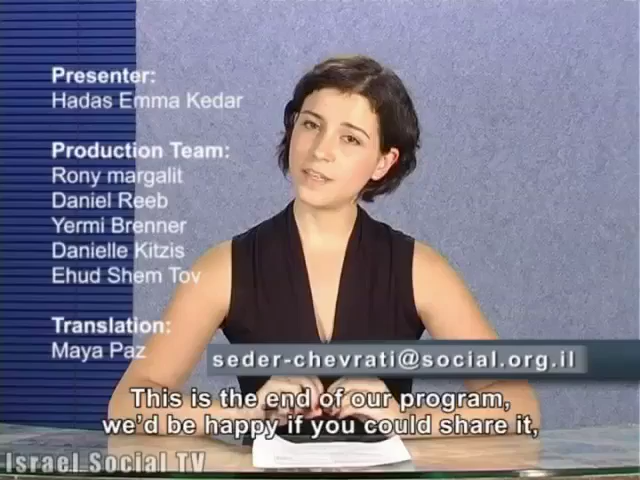 Presenter:
Hadas Emma Kedar
Production Team:
Rony margalit
Daniel Reeb
Yermi Brenner
Danielle Kitzis
Ehud Shem Tov
Translation:
Maya Paz
seder-chevrati@social.org.il
This is the end of our program,
we'd be happy if you could share it,
Israel Social TV